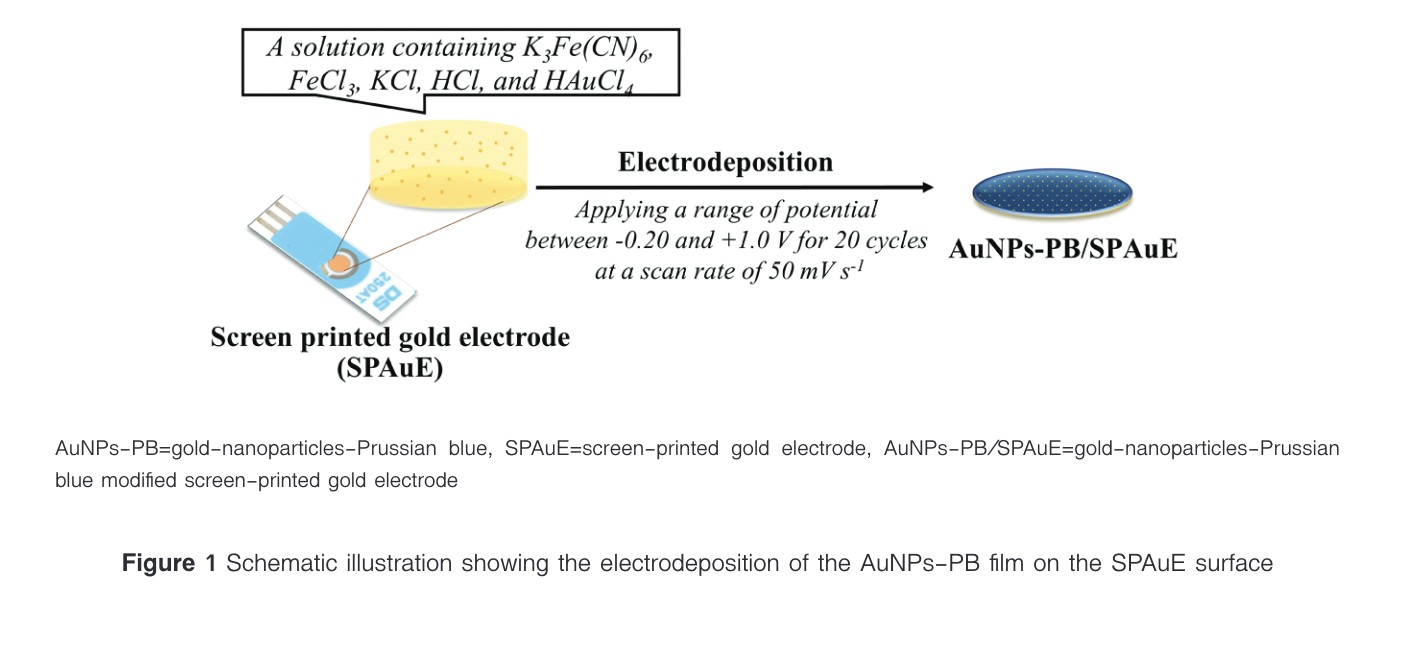 A solution containing K₃Fe(CN)₆,
FeCl₃, KCl, HCl, and HAuCl₄
Electrodeposition
Applying a range of potential
between -0.20 and +1.0 V for 20 cycles
at a scan rate of 50 mV s⁻¹
AuNPs-PB/SPAuE
DS
250AT
Screen printed gold electrode
(SPAuE)
AuNPs-PB=gold-nanoparticles-Prussian blue, SPAuE=screen-printed gold electrode, AuNPs-PB/SPAuE=gold-nanoparticles-Prussian
blue modified screen-printed gold electrode
Figure 1 Schematic illustration showing the electrodeposition of the AuNPs-PB film on the SPAuE surface